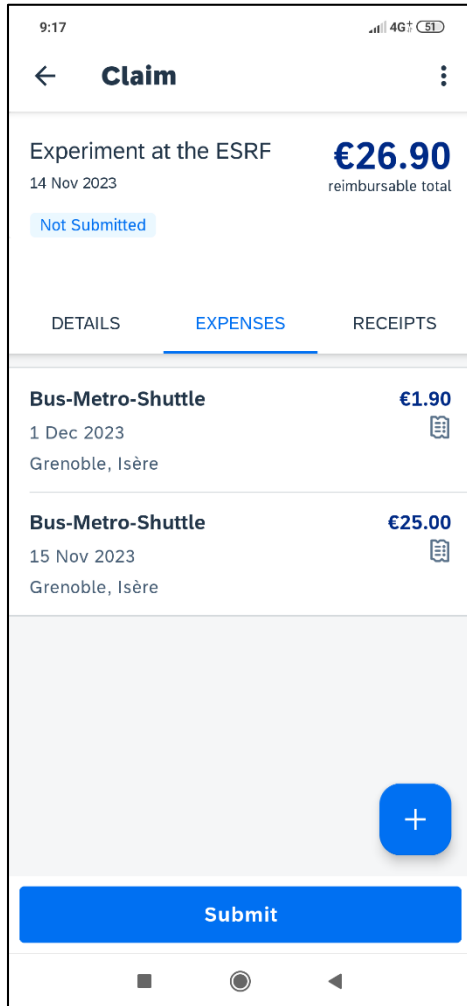 9:17 4G+ 51
Claim
Experiment at the ESRF €26.90
14 Nov 2023 reimbursable total
Not Submitted
DETAILS EXPENSES RECEIPTS
Bus-Metro-Shuttle €1.90
1 Dec 2023
Grenoble, Isère
Bus-Metro-Shuttle €25.00
15 Nov 2023
Grenoble, Isère
+
Submit